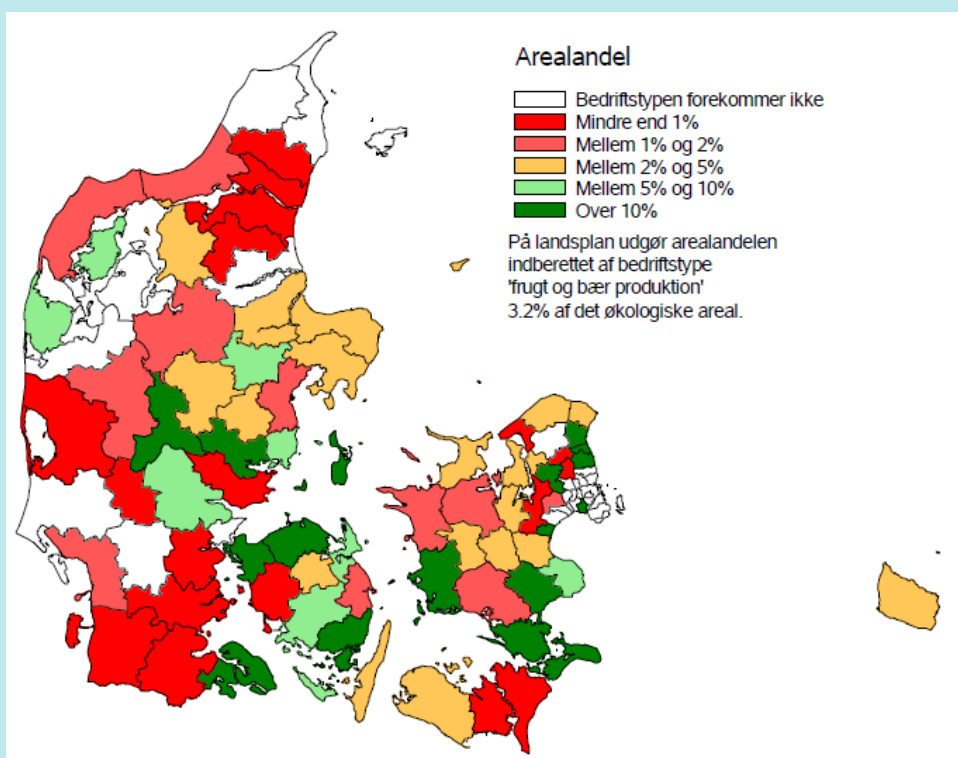 Arealandel
Bedriftstypen forekommer ikke
Mindre end 1%
Mellem 1% og 2%
Mellem 2% og 5%
Mellem 5% og 10%
Over 10%
På landsplan udgør arealandelen
indberettet af bedriftstype
'frugt og bær produktion'
3.2% af det økologiske areal.